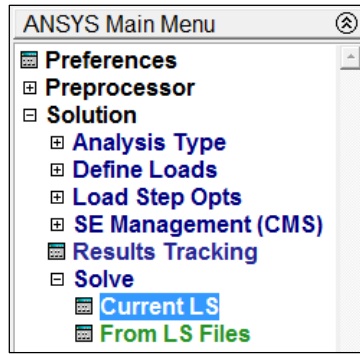 ANSYS Main Menu
Preferences
Preprocessor
Solution
Analysis Type
Define Loads
Load Step Opts
SE Management (CMS)
Results Tracking
Solve
Current LS
From LS Files